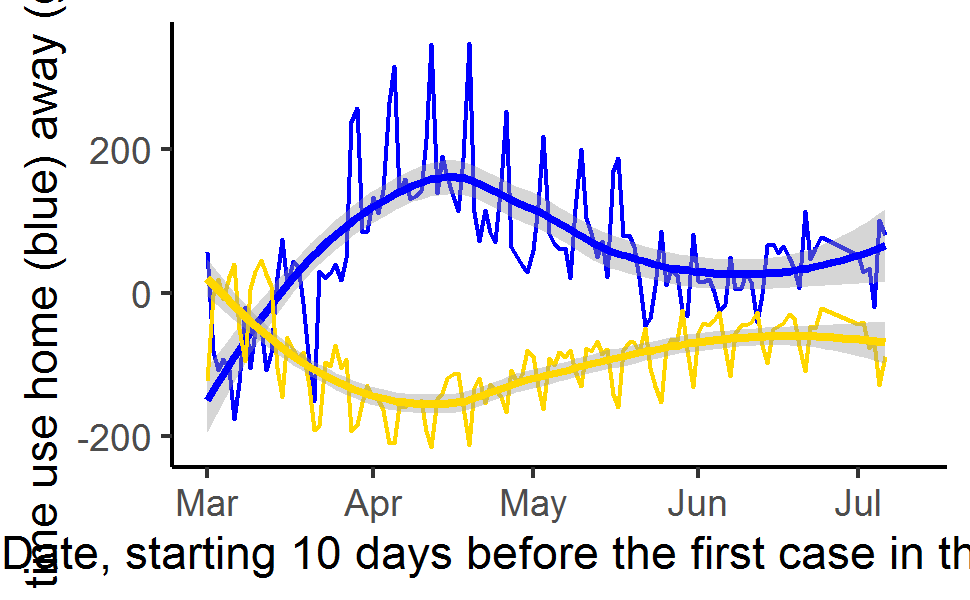 time use home (blue) away (
200
0
-200
Mar Apr May Jun Jul
Date, starting 10 days before the first case in th